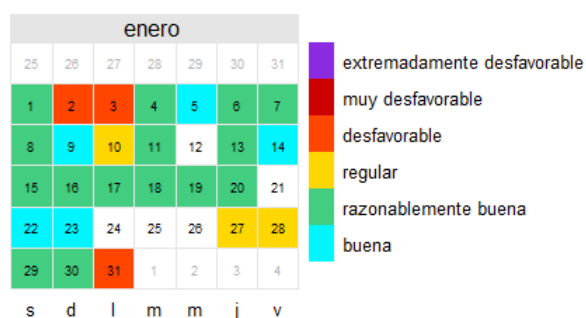 enero
25 26 27 28 29 30 31
1 2 3 4 5 6 7
8 9 10 11 12 13 14
15 16 17 18 19 20 21
22 23 24 25 26 27 28
29 30 31 1 2 3 4
s d l m m j v
extremadamente desfavorable
muy desfavorable
desfavorable
regular
razonablemente buena
buena